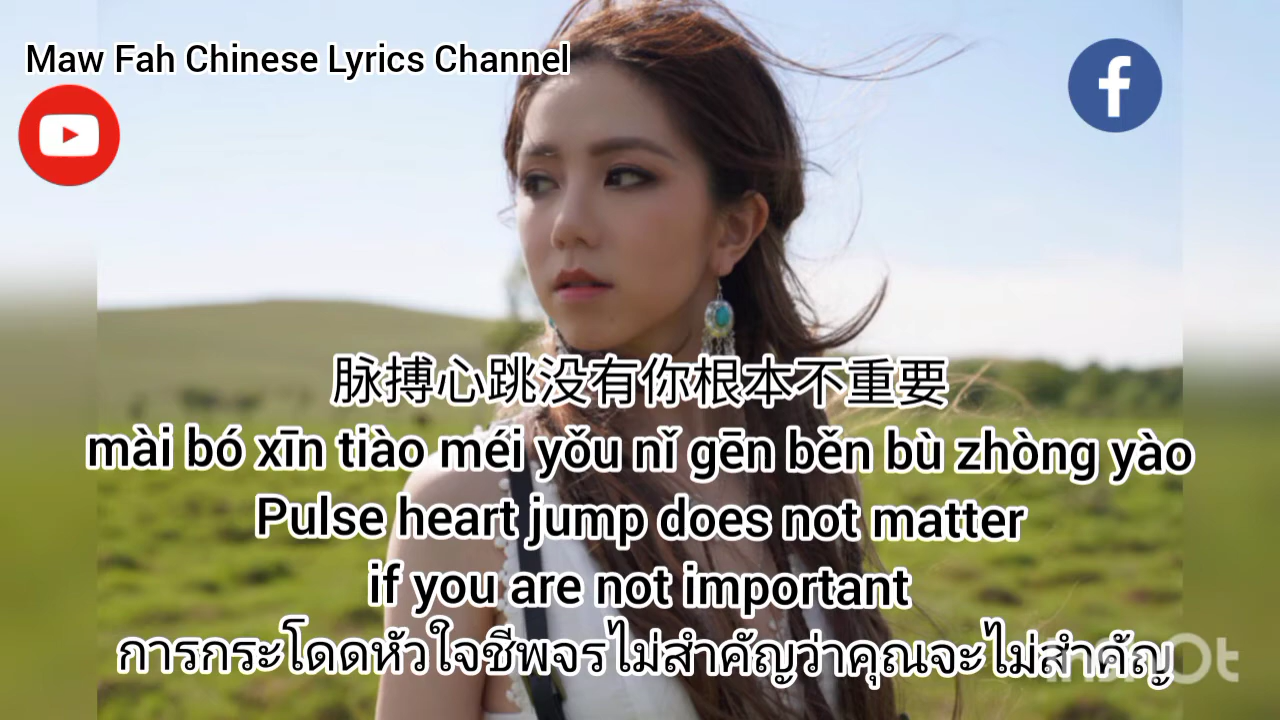 Maw Fah Chinese Lyrics Channel
脉搏心跳没有你根本不重要
mài bó xīn tiào méi yǒu nǐ gēn běn bù zhòng yào
Pulse heart jump does not matter
if you are not important
การกระโดดหัวใจชีพจรไม่สำคัญว่าคุณจะไม่สำคัญ